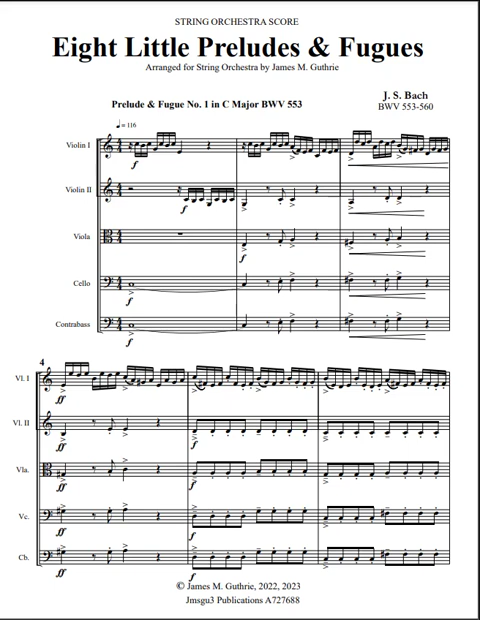 STRING ORCHESTRA SCORE
Eight Little Preludes & Fugues
Arranged for String Orchestra by James M. Guthrie
J. S. Bach
Prelude & Fugue No. 1 in C Major BWV 553
BWV 553-560
♩ = 116
Violin I
f
Violin II
f
f
Viola
f
Cello
f
Contrabass
f
4
Vl. I
ff
Vl. II
ff
f
Vla.
ff
f
Vc.
ff
f
Cb.
ff
f
© James M. Guthrie, 2022, 2023
Jmsgu3 Publications A727688